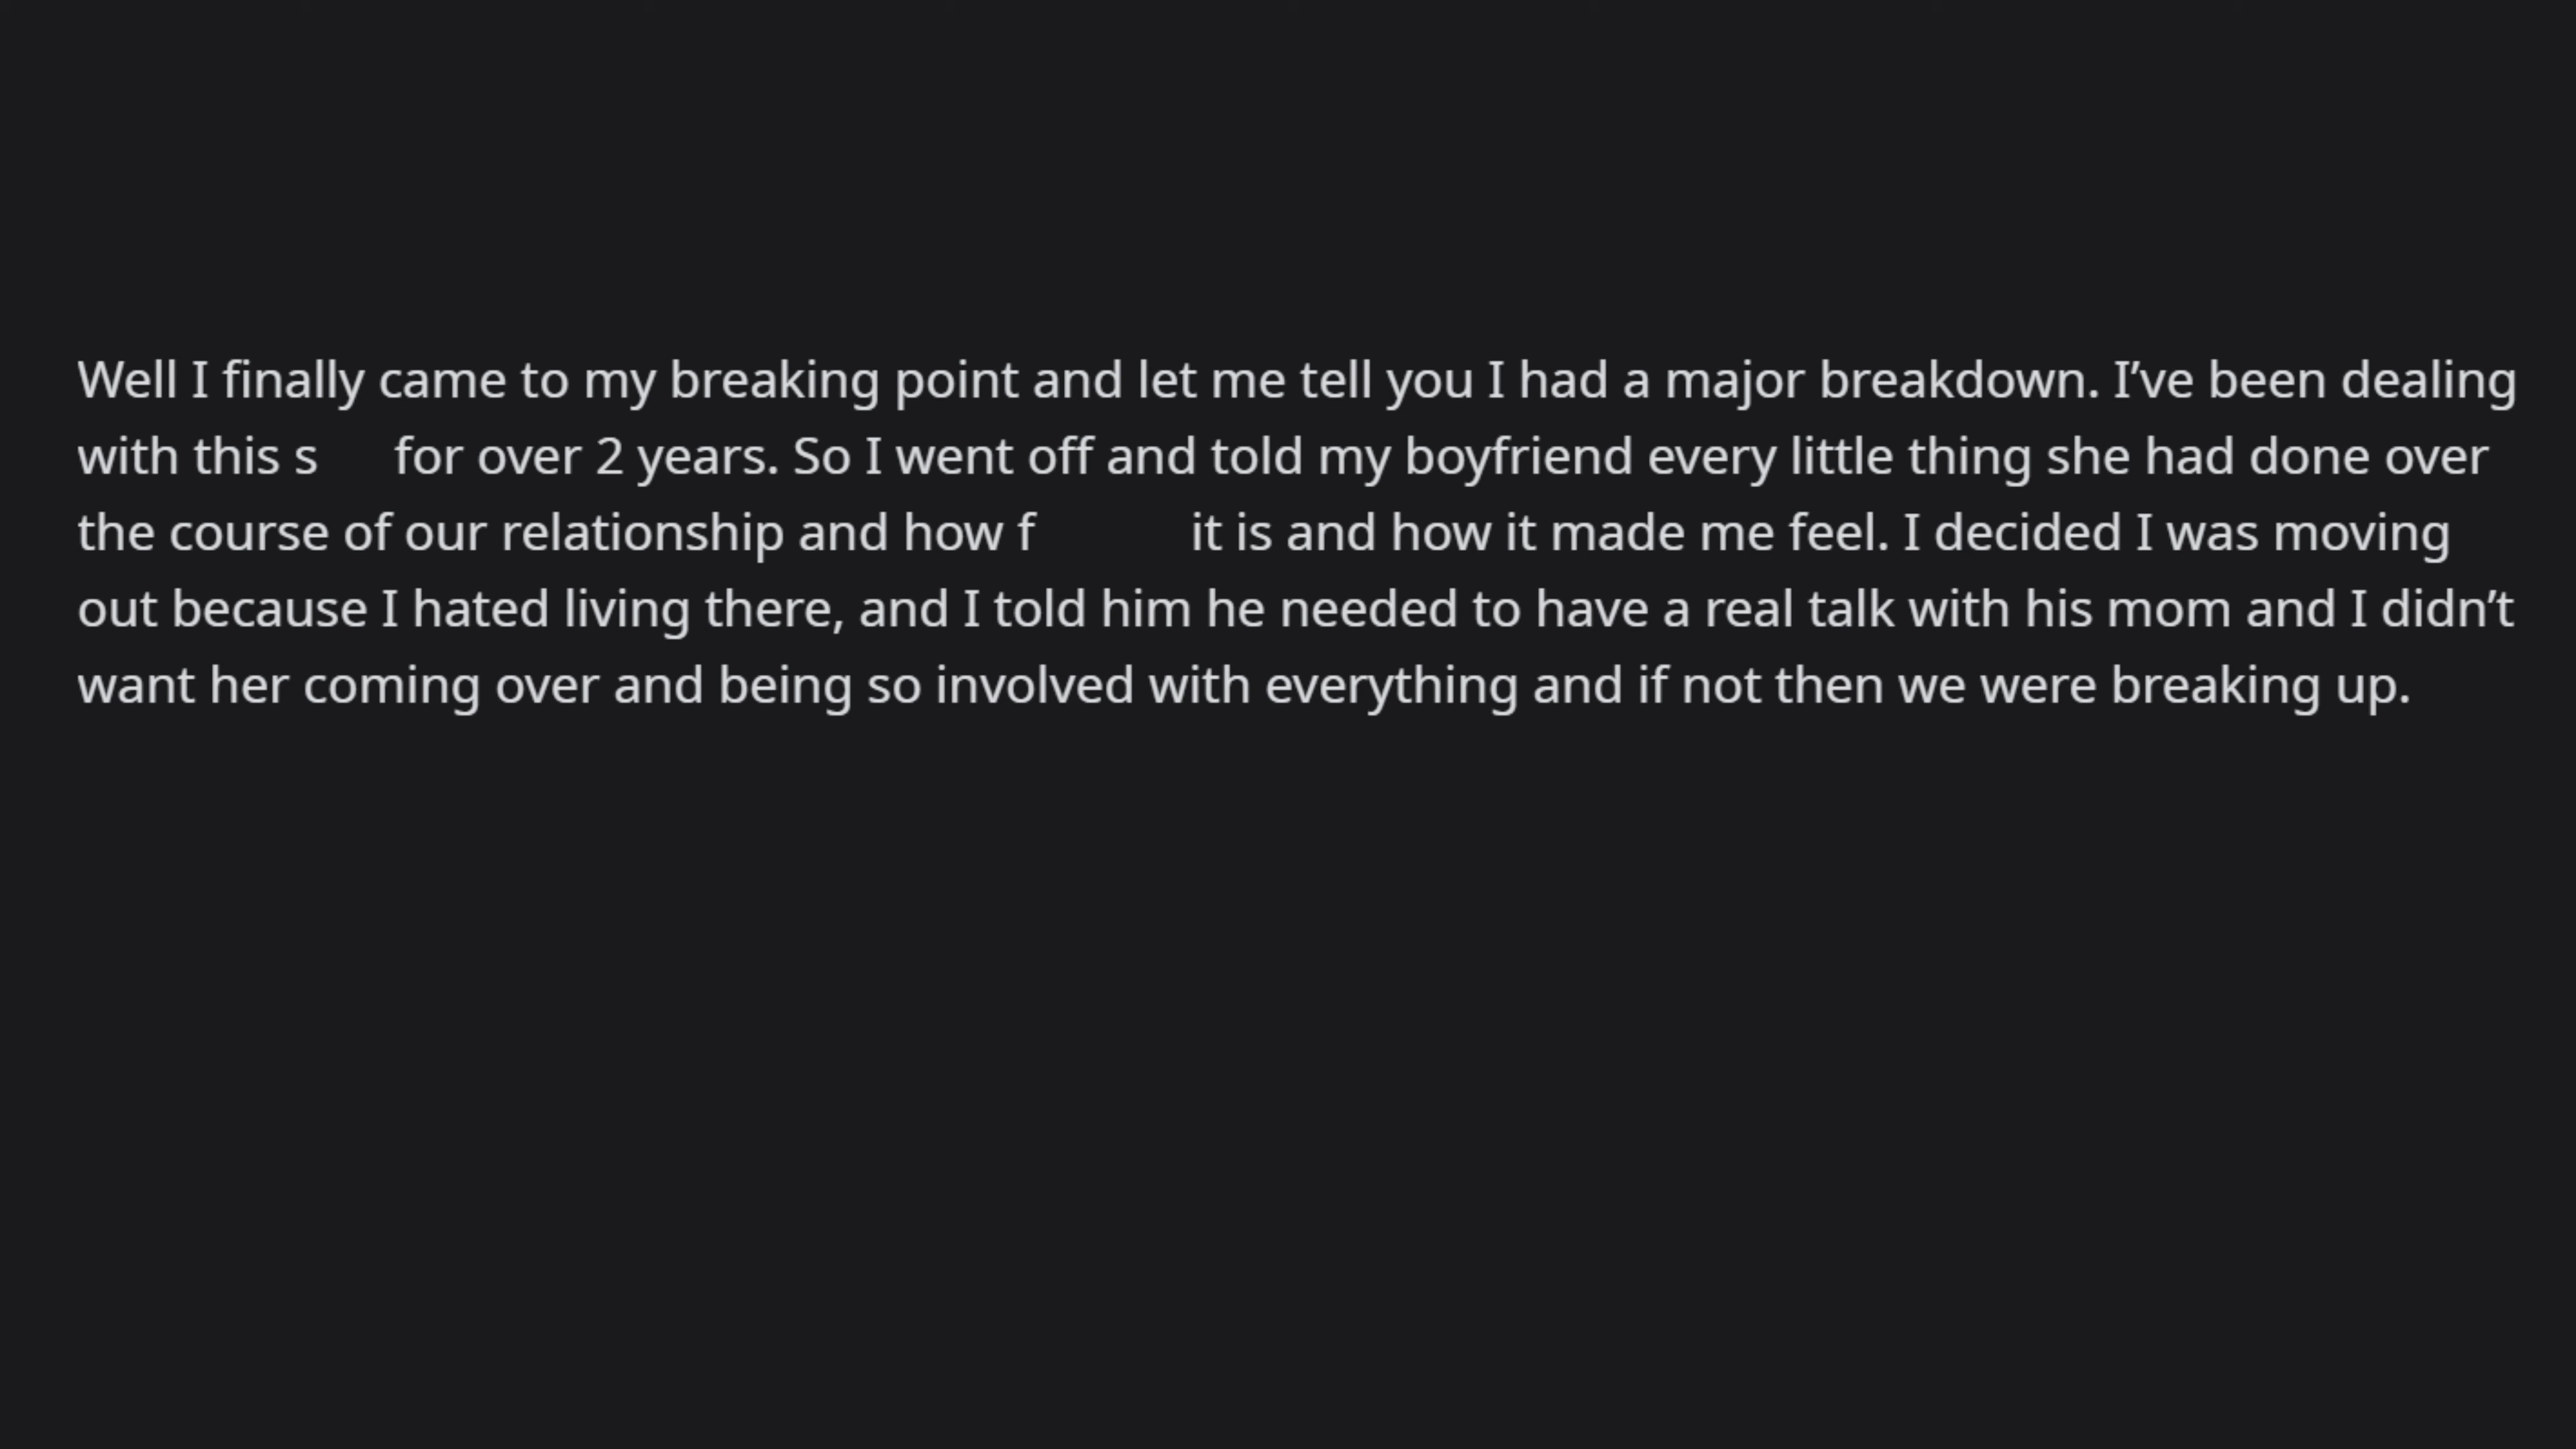 Well I finally came to my breaking point and let me tell you I had a major breakdown. I’ve been dealing
with this s for over 2 years. So I went off and told my boyfriend every little thing she had done over
the course of our relationship and how f it is and how it made me feel. I decided I was moving
out because I hated living there, and I told him he needed to have a real talk with his mom and I didn’t
want her coming over and being so involved with everything and if not then we were breaking up.